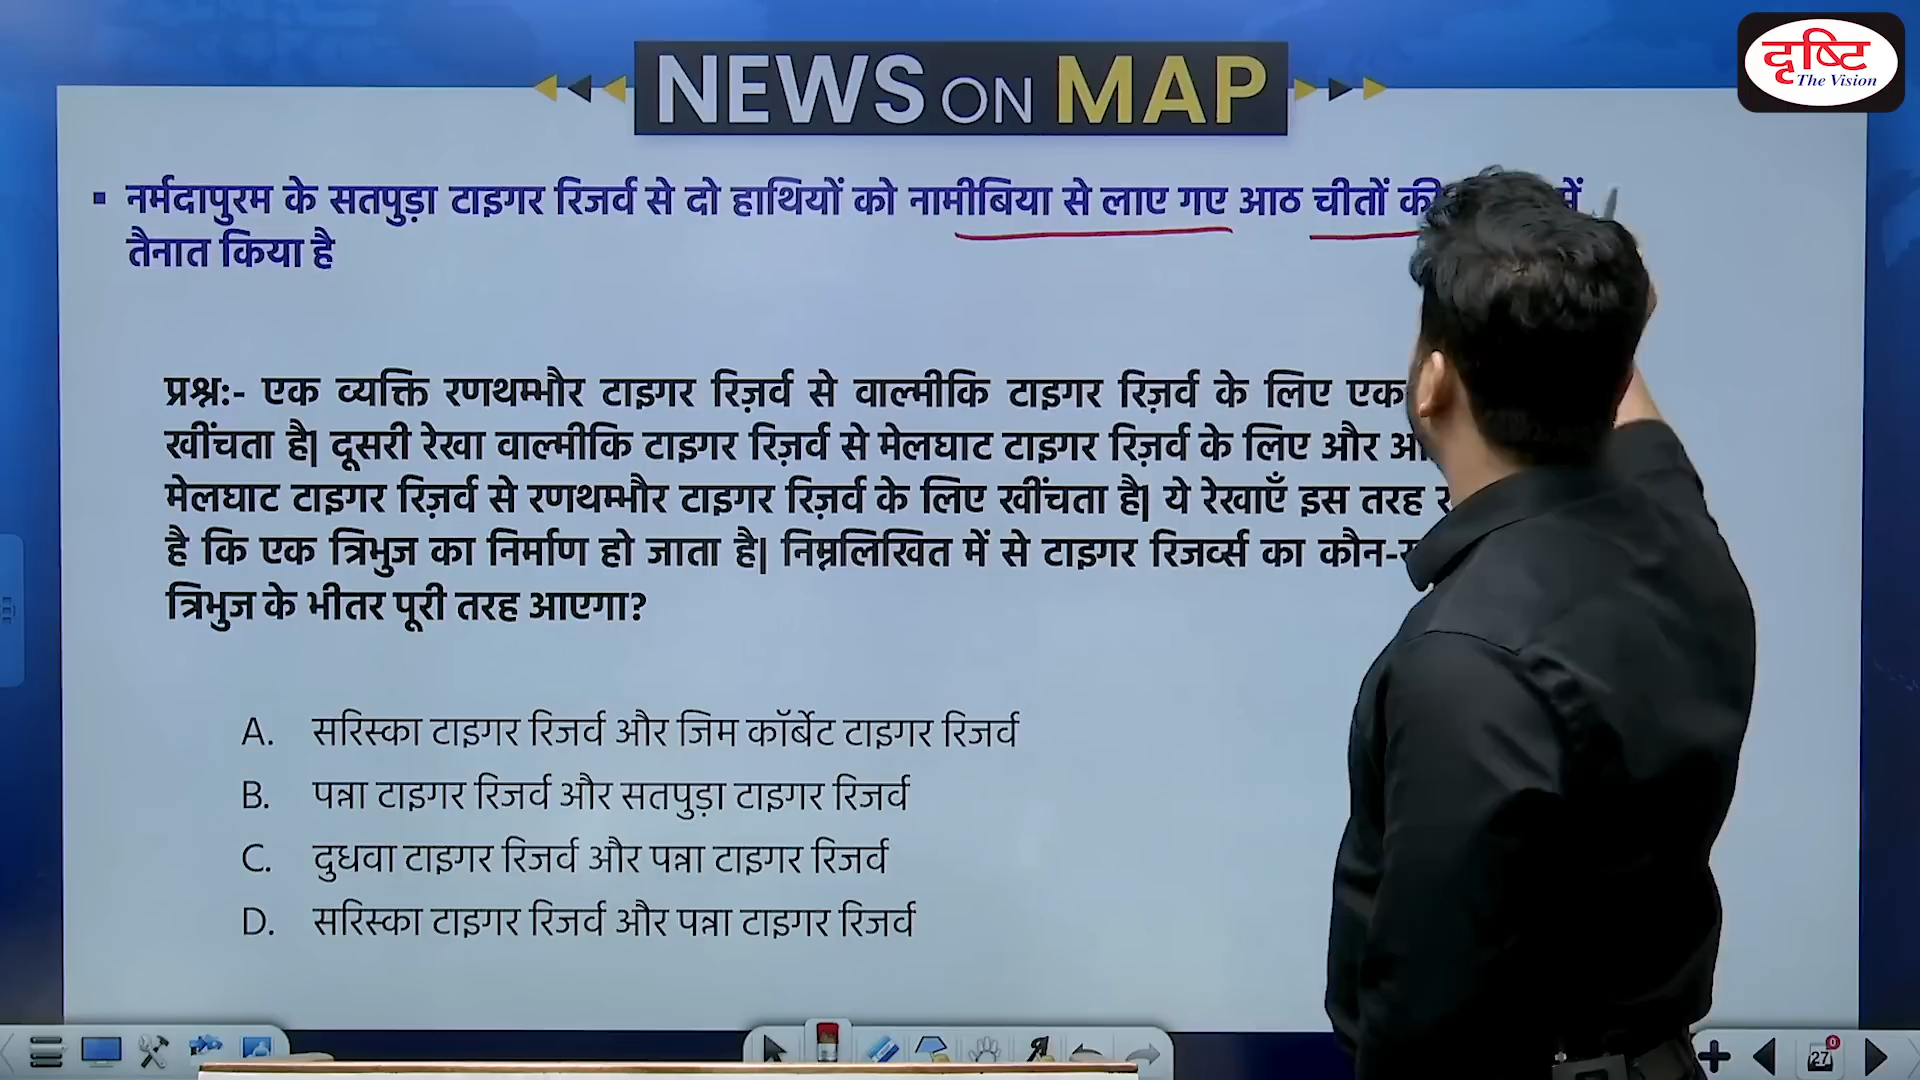 दृष्टि
The Vision
NEWS ON MAP
▪ नर्मदापुरम के सतपुड़ा टाइगर रिजर्व से दो हाथियों को नामीबिया से लाए गए आठ चीतों की में
तैनात किया है
प्रश्न:- एक व्यक्ति रणथम्भौर टाइगर रिज़र्व से वाल्मीकि टाइगर रिज़र्व के लिए एक
खींचता है| दूसरी रेखा वाल्मीकि टाइगर रिज़र्व से मेलघाट टाइगर रिज़र्व के लिए और
मेलघाट टाइगर रिज़र्व से रणथम्भौर टाइगर रिज़र्व के लिए खींचता है| ये रेखाएँ इस तरह
है कि एक त्रिभुज का निर्माण हो जाता है| निम्नलिखित में से टाइगर रिजर्व्स का
त्रिभुज के भीतर पूरी तरह आएगा?
A. सरिस्का टाइगर रिजर्व और जिम कॉर्बेट टाइगर रिजर्व
B. पन्ना टाइगर रिजर्व और सतपुड़ा टाइगर रिजर्व
C. दुधवा टाइगर रिजर्व और पन्ना टाइगर रिजर्व
D. सरिस्का टाइगर रिजर्व और पन्ना टाइगर रिजर्व
0
27